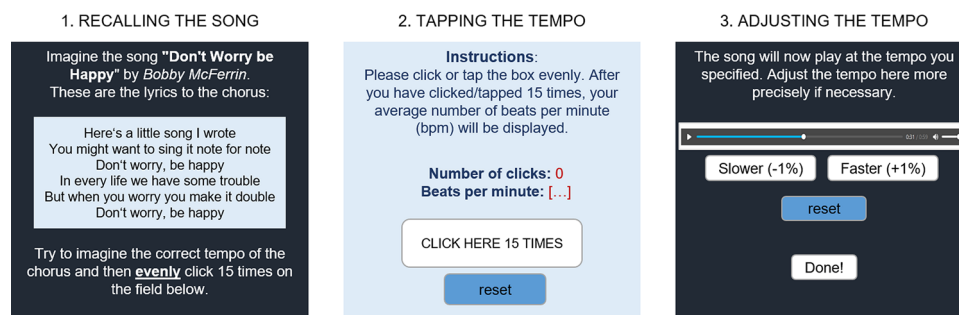 1. RECALLING THE SONG
Imagine the song "Don't Worry be
Happy" by Bobby McFerrin.
These are the lyrics to the chorus:
Here's a little song I wrote
You might want to sing it note for note
Don't worry, be happy
In every life we have some trouble
But when you worry you make it double
Don't worry, be happy
Try to imagine the correct tempo of the
chorus and then evenly click 15 times on
the field below.
2. TAPPING THE TEMPO
Instructions:
Please click or tap the box evenly. After
you have clicked/tapped 15 times, your
average number of beats per minute
(bpm) will be displayed.
Number of clicks: 0
Beats per minute: [...]
CLICK HERE 15 TIMES
reset
3. ADJUSTING THE TEMPO
The song will now play at the tempo you
specified. Adjust the tempo here more
precisely if necessary.
Slower (-1%)
Faster (+1%)
reset
Done!